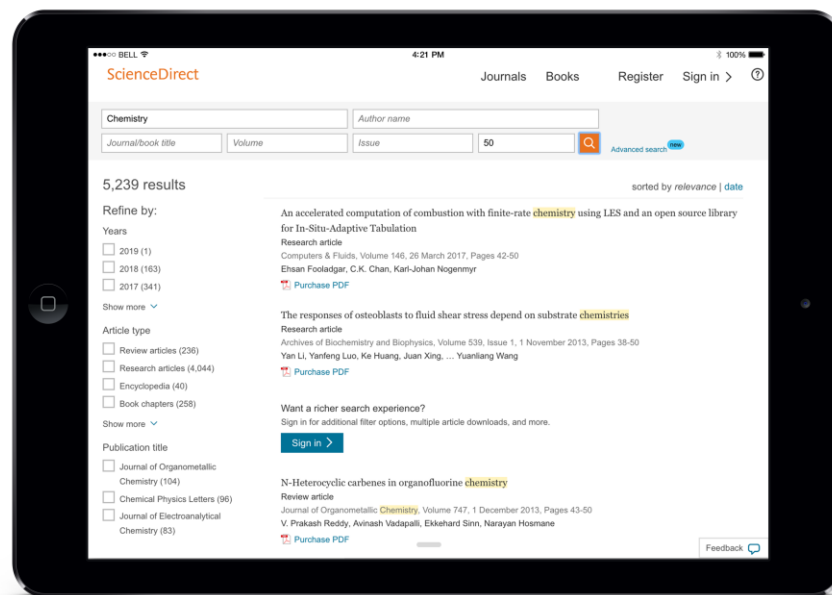 BELL 4:21 PM 100%
ScienceDirect Journals Books Register Sign in > ?
Chemistry Author name
Journal/book title Volume Issue 50 Advanced search new
5,239 results sorted by relevance | date
Refine by:
Years
2019 (1)
2018 (163)
2017 (341)
Show more
Article type
Review articles (236)
Research articles (4,044)
Encyclopedia (40)
Book chapters (258)
Show more
Publication title
Journal of Organometallic
Chemistry (104)
Chemical Physics Letters (96)
Journal of Electroanalytical
Chemistry (83)
An accelerated computation of combustion with finite-rate chemistry using LES and an open source library
for In-Situ-Adaptive Tabulation
Research article
Computers & Fluids, Volume 146, 26 March 2017, Pages 42-50
Ehsan Fooladgar, C.K. Chan, Karl-Johan Nogenmyr
Purchase PDF
The responses of osteoblasts to fluid shear stress depend on substrate chemistries
Research article
Archives of Biochemistry and Biophysics, Volume 539, Issue 1, 1 November 2013, Pages 38-50
Yan Li, Yanfeng Luo, Ke Huang, Juan Xing, ... Yuanliang Wang
Purchase PDF
Want a richer search experience?
Sign in for additional filter options, multiple article downloads, and more.
Sign in >
N-Heterocyclic carbenes in organofluorine chemistry
Review article
Journal of Organometallic Chemistry, Volume 747, 1 December 2013, Pages 43-50
V. Prakash Reddy, Avinash Vadapalli, Ekkehard Sinn, Narayan Hosmane
Purchase PDF
Feedback